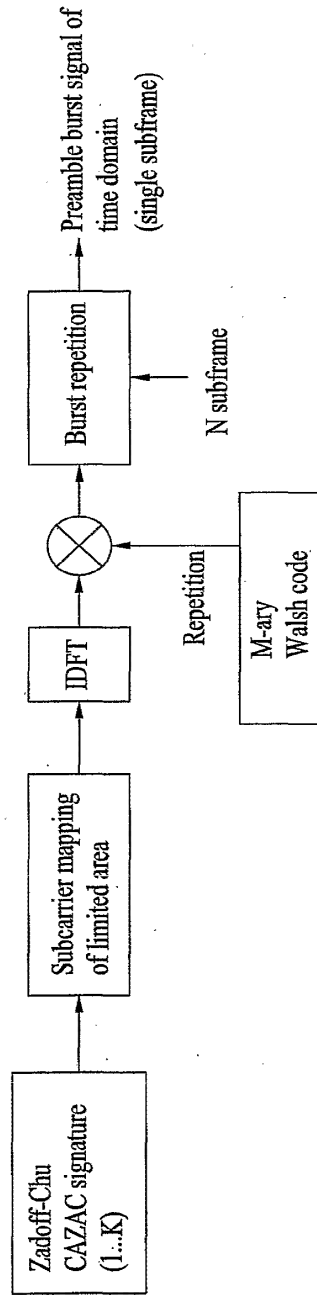 Zadoff-Chu
CAZAC signature
(1...K)
Subcarrier mapping
of limited area
IDFT
Repetition
M-ary
Walsh code
Burst repetition
N subframe
Preamble burst signal of
time domain
(single subframe)